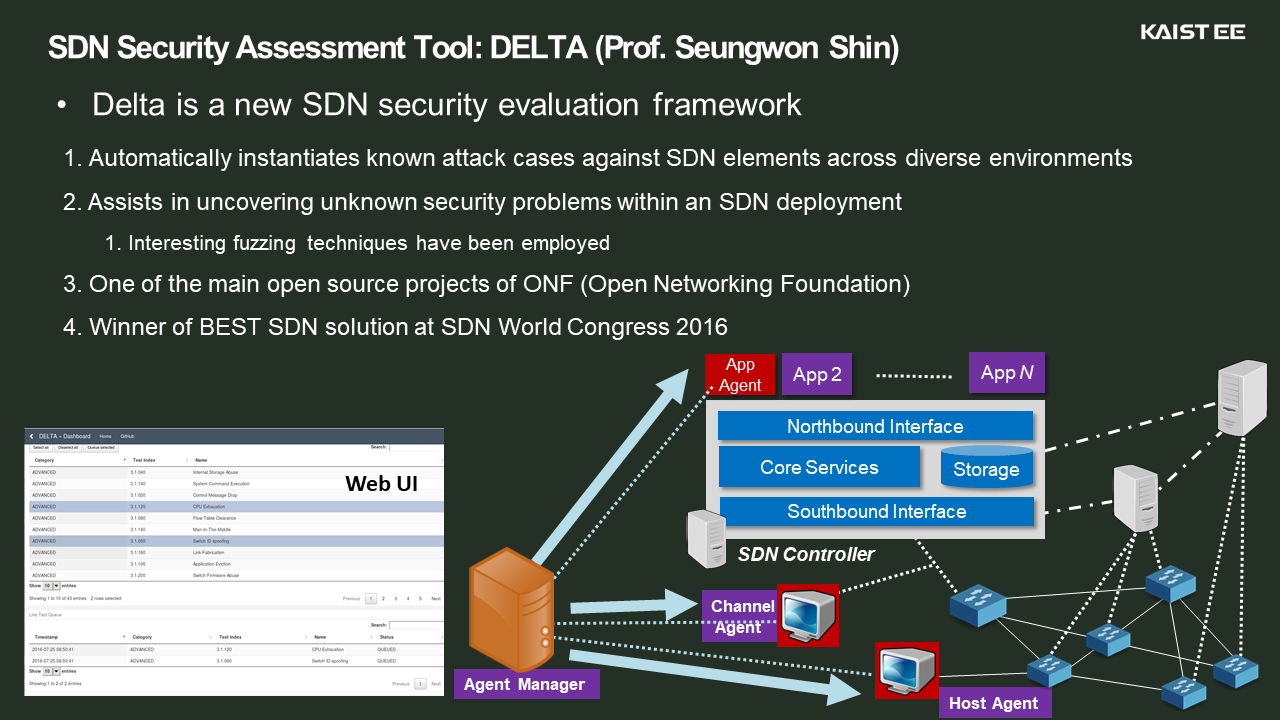 KAIST EE
SDN Security Assessment Tool: DELTA (Prof. Seungwon Shin)
• Delta is a new SDN security evaluation framework
1. Automatically instantiates known attack cases against SDN elements across diverse environments
2. Assists in uncovering unknown security problems within an SDN deployment
1. Interesting fuzzing techniques have been employed
3. One of the main open source projects of ONF (Open Networking Foundation)
4. Winner of BEST SDN solution at SDN World Congress 2016
DELTA » Dashboard Home GitHub
Select all Deselect all Queue selected Search:
Category Test Index Name
ADVANCED 3.1.040 Internal Storage Abuse
ADVANCED 3.1.140 System Command Execution
ADVANCED 3.1.020 Control Message Drop
ADVANCED 3.1.120 CPU Exhaustion
ADVANCED 3.1.080 Flow Table Clearance
ADVANCED 3.1.180 Man-In-The-Middle
ADVANCED 3.1.060 Switch ID spoofing
ADVANCED 3.1.160 Link Fabrication
ADVANCED 3.1.100 Application Eviction
ADVANCED 3.1.200 Switch Firmware Abuse
Show 10 entries
Showing 1 to 10 of 43 entries 2 rows selected Previous 1 2 3 4 5 Next
Live Test Queue
Search:
Timestamp Category Test Index Name Status
2016-07-25 08:50:41 ADVANCED 3.1.120 CPU Exhaustion QUEUED
2016-07-25 08:50:41 ADVANCED 3.1.060 Switch ID spoofing QUEUED
Show 10 entries
Showing 1 to 2 of 2 entries Previous 1 Next
Web UI
Agent Manager
App
Agent
App 2
App N
Northbound Interface
Core Services
Storage
Southbound Interface
SDN Controller
Channel
Agent
Host Agent